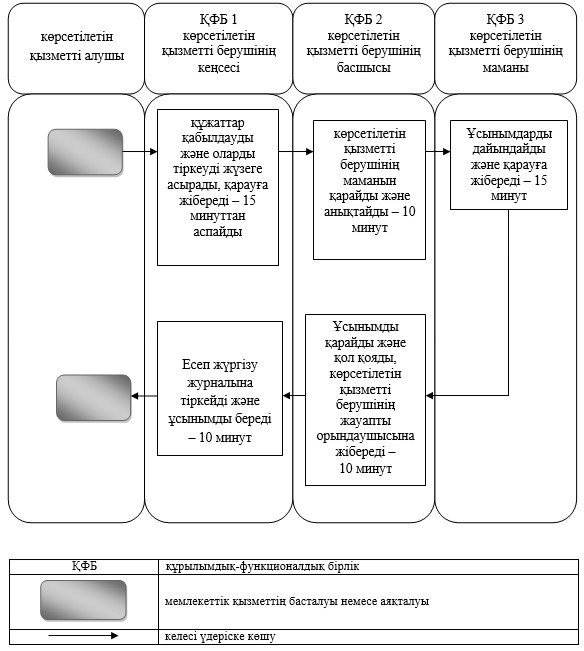 көрсетілетін
қызметті алушы
ҚФБ 1
көрсетілетін
қызметті берушінің
кеңсесі
ҚФБ 2
көрсетілетін
қызметті берушінің
басшысы
ҚФБ 3
көрсетілетін
қызметті берушінің
маманы
құжаттар
қабылдауды
және оларды
тіркеуді жүзеге
асырады, қарауға
жібереді – 15
минуттан
аспайды
көрсетілетін
қызметті
берушінің
маманын
қарайды және
анықтайды – 10
минут
Ұсынымдарды
дайындайды
және қарауға
жібереді – 15
минут
Есеп жүргізу
журналына
тіркейді және
ұсынымды береді
– 10 минут
Ұсынымды
қарайды және
қол қояды,
көрсетілетін
қызметті
берушінің
жауапты
орындаушысына
жібереді –
10 минут
ҚФБ құрылымдық-функционалдық бірлік
мемлекеттік қызметтің басталуы немесе аяқталуы
келесі үдеріске көшу